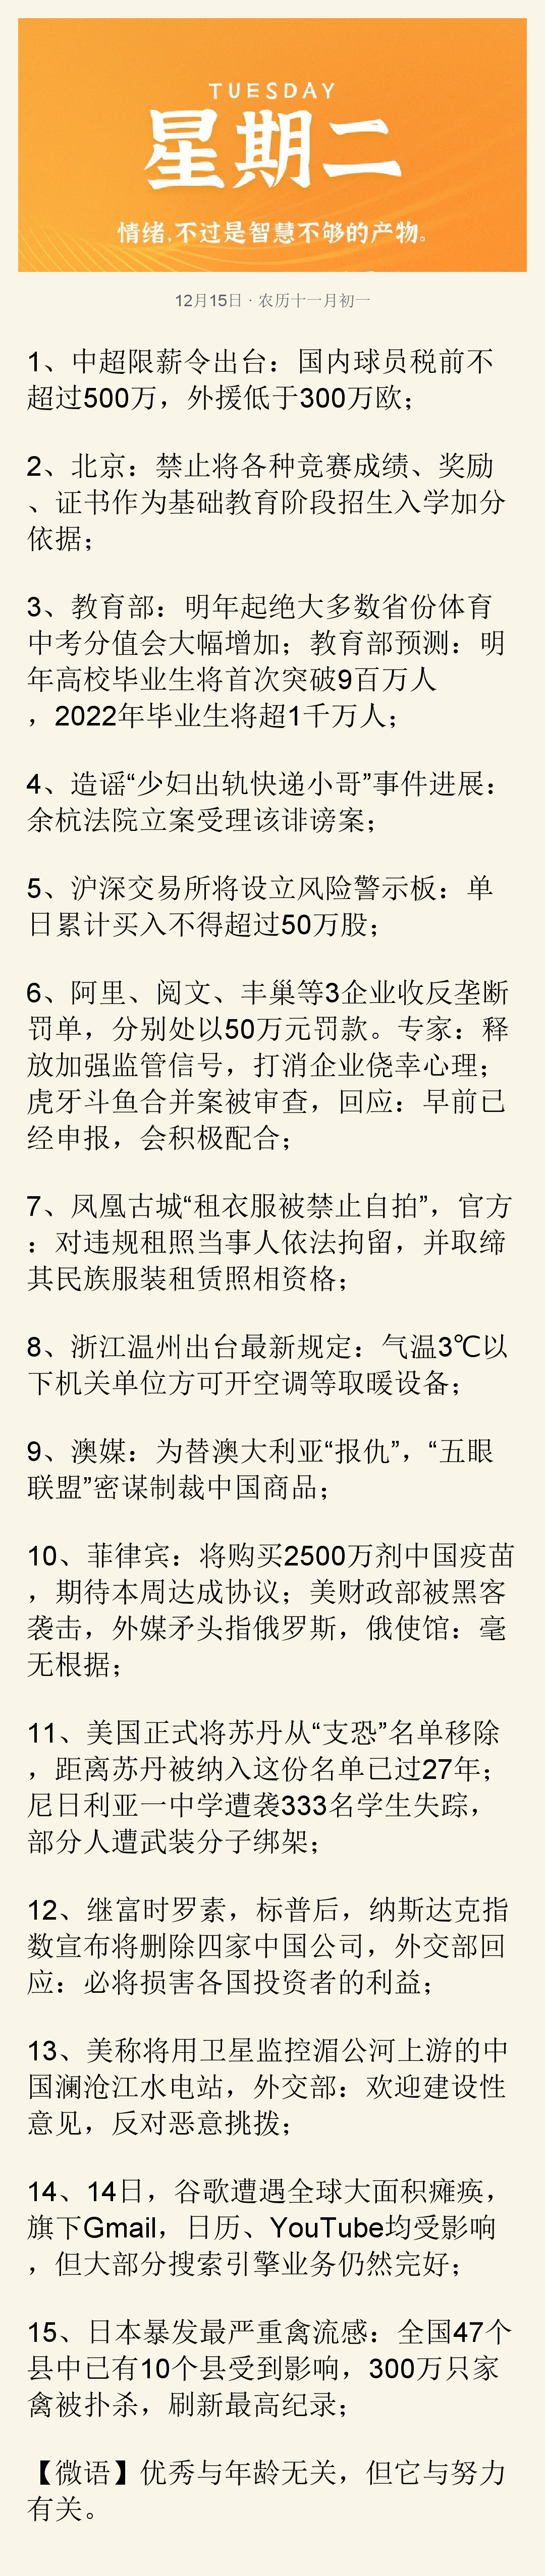 TUESDAY
星期二
情绪,不过是智慧不够的产物。
12月15日 · 农历十一月初一
1、中超限薪令出台：国内球员税前不
超过500万，外援低于300万欧；
2、北京：禁止将各种竞赛成绩、奖励
、证书作为基础教育阶段招生入学加分
依据；
3、教育部：明年起绝大多数省份体育
中考分值会大幅增加；教育部预测：明
年高校毕业生将首次突破9百万人
，2022年毕业生将超1千万人；
4、造谣“少妇出轨快递小哥”事件进展：
余杭法院立案受理该诽谤案；
5、沪深交易所将设立风险警示板：单
日累计买入不得超过50万股；
6、阿里、阅文、丰巢等3企业收反垄断
罚单，分别处以50万元罚款。专家：释
放加强监管信号，打消企业侥幸心理；
虎牙斗鱼合并案被审查，回应：早前已
经申报，会积极配合；
7、凤凰古城“租衣服被禁止自拍”，官方
：对违规租照当事人依法拘留，并取缔
其民族服装租赁照相资格；
8、浙江温州出台最新规定：气温3℃以
下机关单位方可开空调等取暖设备；
9、澳媒：为替澳大利亚“报仇”，“五眼
联盟”密谋制裁中国商品；
10、菲律宾：将购买2500万剂中国疫苗
，期待本周达成协议；美财政部被黑客
袭击，外媒矛头指俄罗斯，俄使馆：毫
无根据；
11、美国正式将苏丹从“支恐”名单移除
，距离苏丹被纳入这份名单已过27年；
尼日利亚一中学遭袭333名学生失踪，
部分人遭武装分子绑架；
12、继富时罗素，标普后，纳斯达克指
数宣布将删除四家中国公司，外交部回
应：必将损害各国投资者的利益；
13、美称将用卫星监控湄公河上游的中
国澜沧江水电站，外交部：欢迎建设性
意见，反对恶意挑拨；
14、14日，谷歌遭遇全球大面积瘫痪，
旗下Gmail，日历、YouTube均受影响
，但大部分搜索引擎业务仍然完好；
15、日本暴发最严重禽流感：全国47个
县中已有10个县受到影响，300万只家
禽被扑杀，刷新最高纪录；
【微语】优秀与年龄无关，但它与努力
有关。